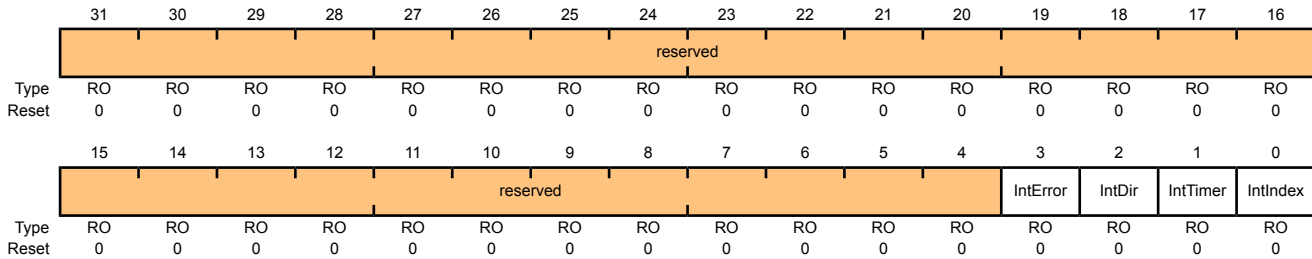 31 30 29 28 27 26 25 24 23 22 21 20 19 18 17 16
reserved
Type RO RO RO RO RO RO RO RO RO RO RO RO RO RO RO RO
Reset 0 0 0 0 0 0 0 0 0 0 0 0 0 0 0 0
15 14 13 12 11 10 9 8 7 6 5 4 3 2 1 0
reserved IntError IntDir IntTimer IntIndex
Type RO RO RO RO RO RO RO RO RO RO RO RO RO RO RO RO
Reset 0 0 0 0 0 0 0 0 0 0 0 0 0 0 0 0